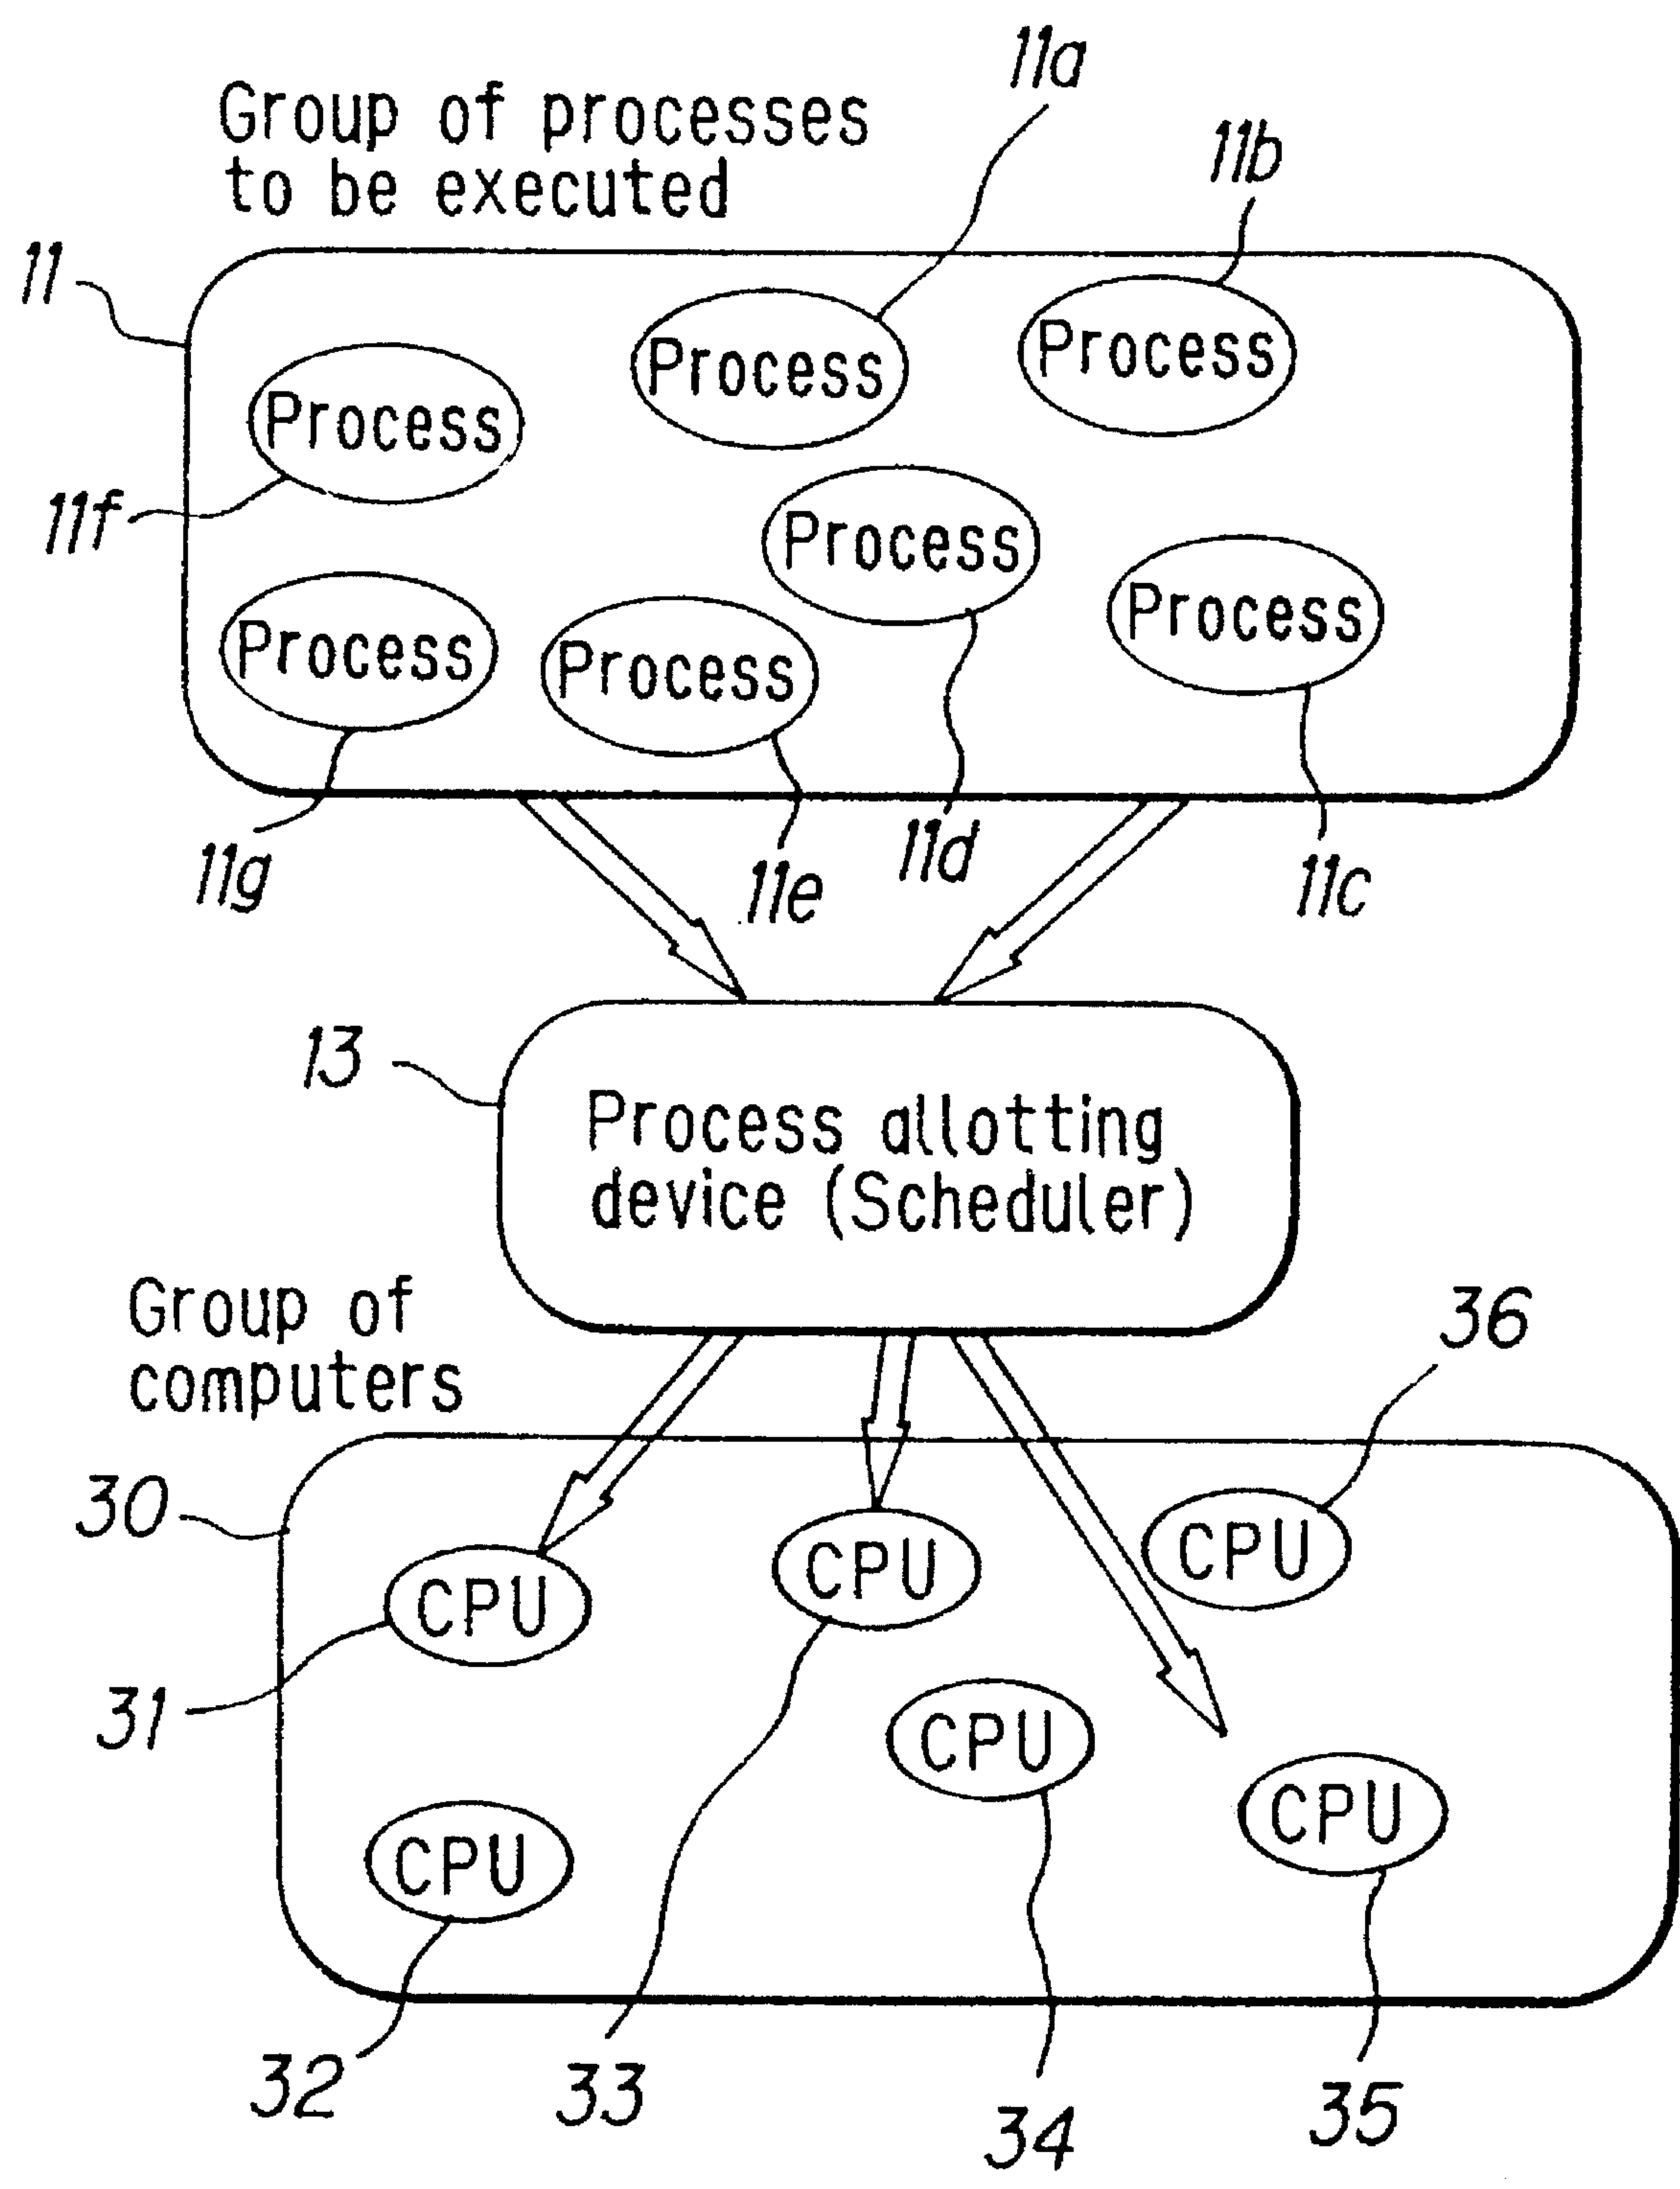 11a
Group of processes
to be executed
11b
11
Process
Process
Process
11f
Process
Process
Process
Process
11g
11e
11d
11c
13
Process allotting
device (Scheduler)
Group of
computers
36
30
CPU
CPU
CPU
31
CPU
CPU
CPU
32
33
34
35